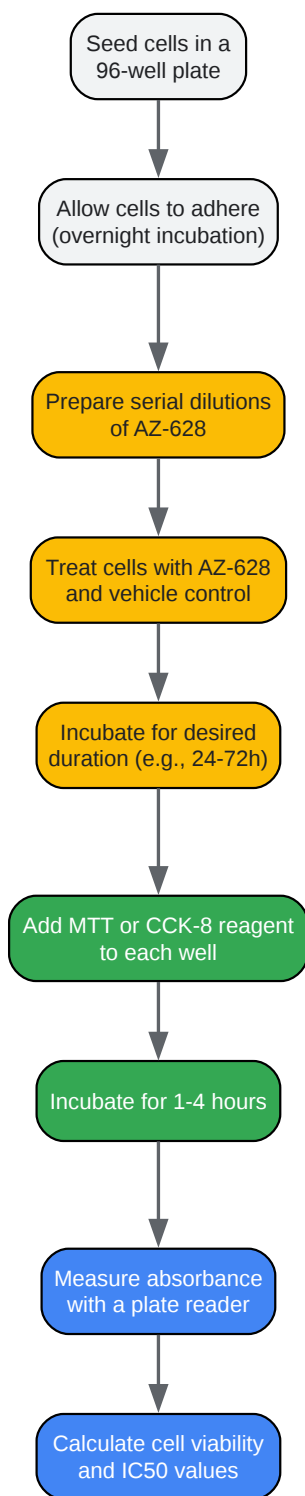 Seed cells in a
96-well plate
Allow cells to adhere
(overnight incubation)
Prepare serial dilutions
of AZ-628
Treat cells with AZ-628
and vehicle control
Incubate for desired
duration (e.g., 24-72h)
Add MTT or CCK-8 reagent
to each well
Incubate for 1-4 hours
Measure absorbance
with a plate reader
Calculate cell viability
and IC50 values